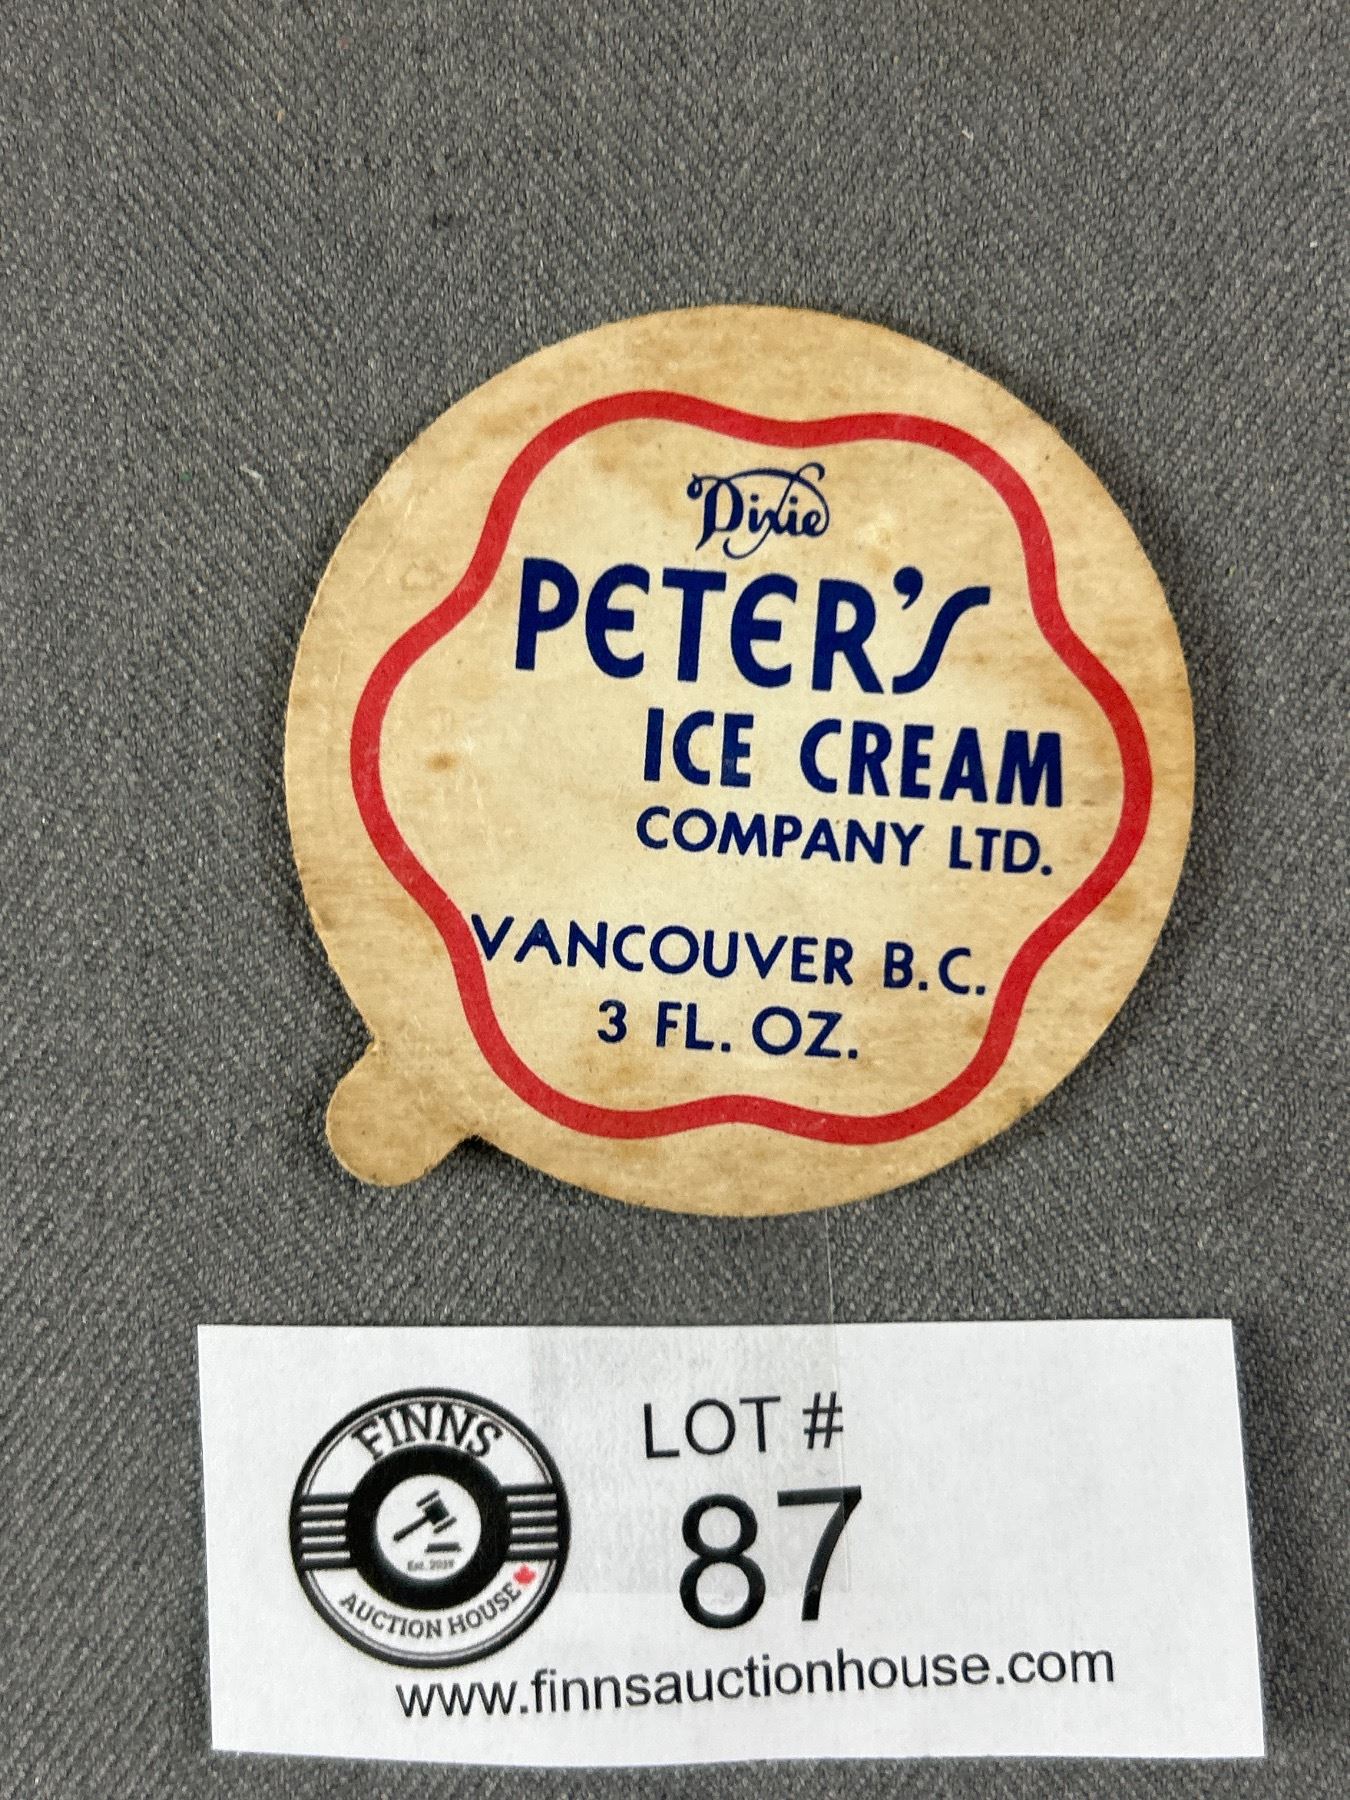 Dixie
PETER'S
ICE CREAM
COMPANY LTD.
VANCOUVER B.C.
3 FL. OZ.
FINNS
AUCTION HOUSE
LOT #
87
www.finnsauctionhouse.com